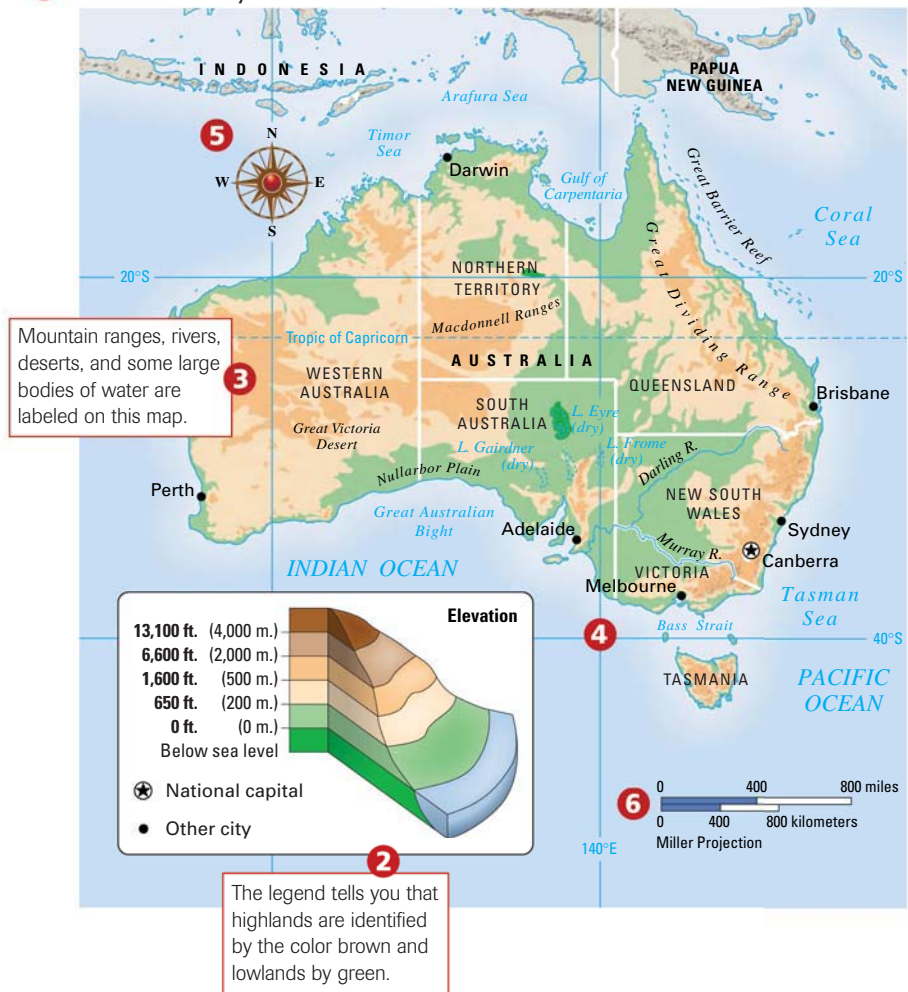 INDONESIA
PAPUA
NEW GUINEA
Arafura Sea
5
N
W E
S
Timor
Sea
Darwin
Gulf of
Carpentaria
Great Barrier Reef
Coral
Sea
20°S
20°S
NORTHERN
TERRITORY
Great Dividing Range
Macdonnell Ranges
Tropic of Capricorn
Mountain ranges, rivers,
deserts, and some large
bodies of water are
labeled on this map.
3
AUSTRALIA
WESTERN
AUSTRALIA
QUEENSLAND
Brisbane
SOUTH
AUSTRALIA
L. Eyre
(dry)
Great Victoria
Desert
L. Gairdner
(dry)
L. Frome
(dry)
Darling R.
Nullarbor Plain
Perth
NEW SOUTH
WALES
Great Australian
Bight
Adelaide
Sydney
Murray R.
Canberra
INDIAN OCEAN
VICTORIA
Melbourne
Tasman
Sea
4
Bass Strait
40°S
TASMANIA
PACIFIC
OCEAN
Elevation
13,100 ft. (4,000 m.)
6,600 ft. (2,000 m.)
1,600 ft. (500 m.)
650 ft. (200 m.)
0 ft. (0 m.)
Below sea level
National capital
Other city
6
0 400 800 miles
0 400 800 kilometers
Miller Projection
140°E
2
The legend tells you that
highlands are identified
by the color brown and
lowlands by green.